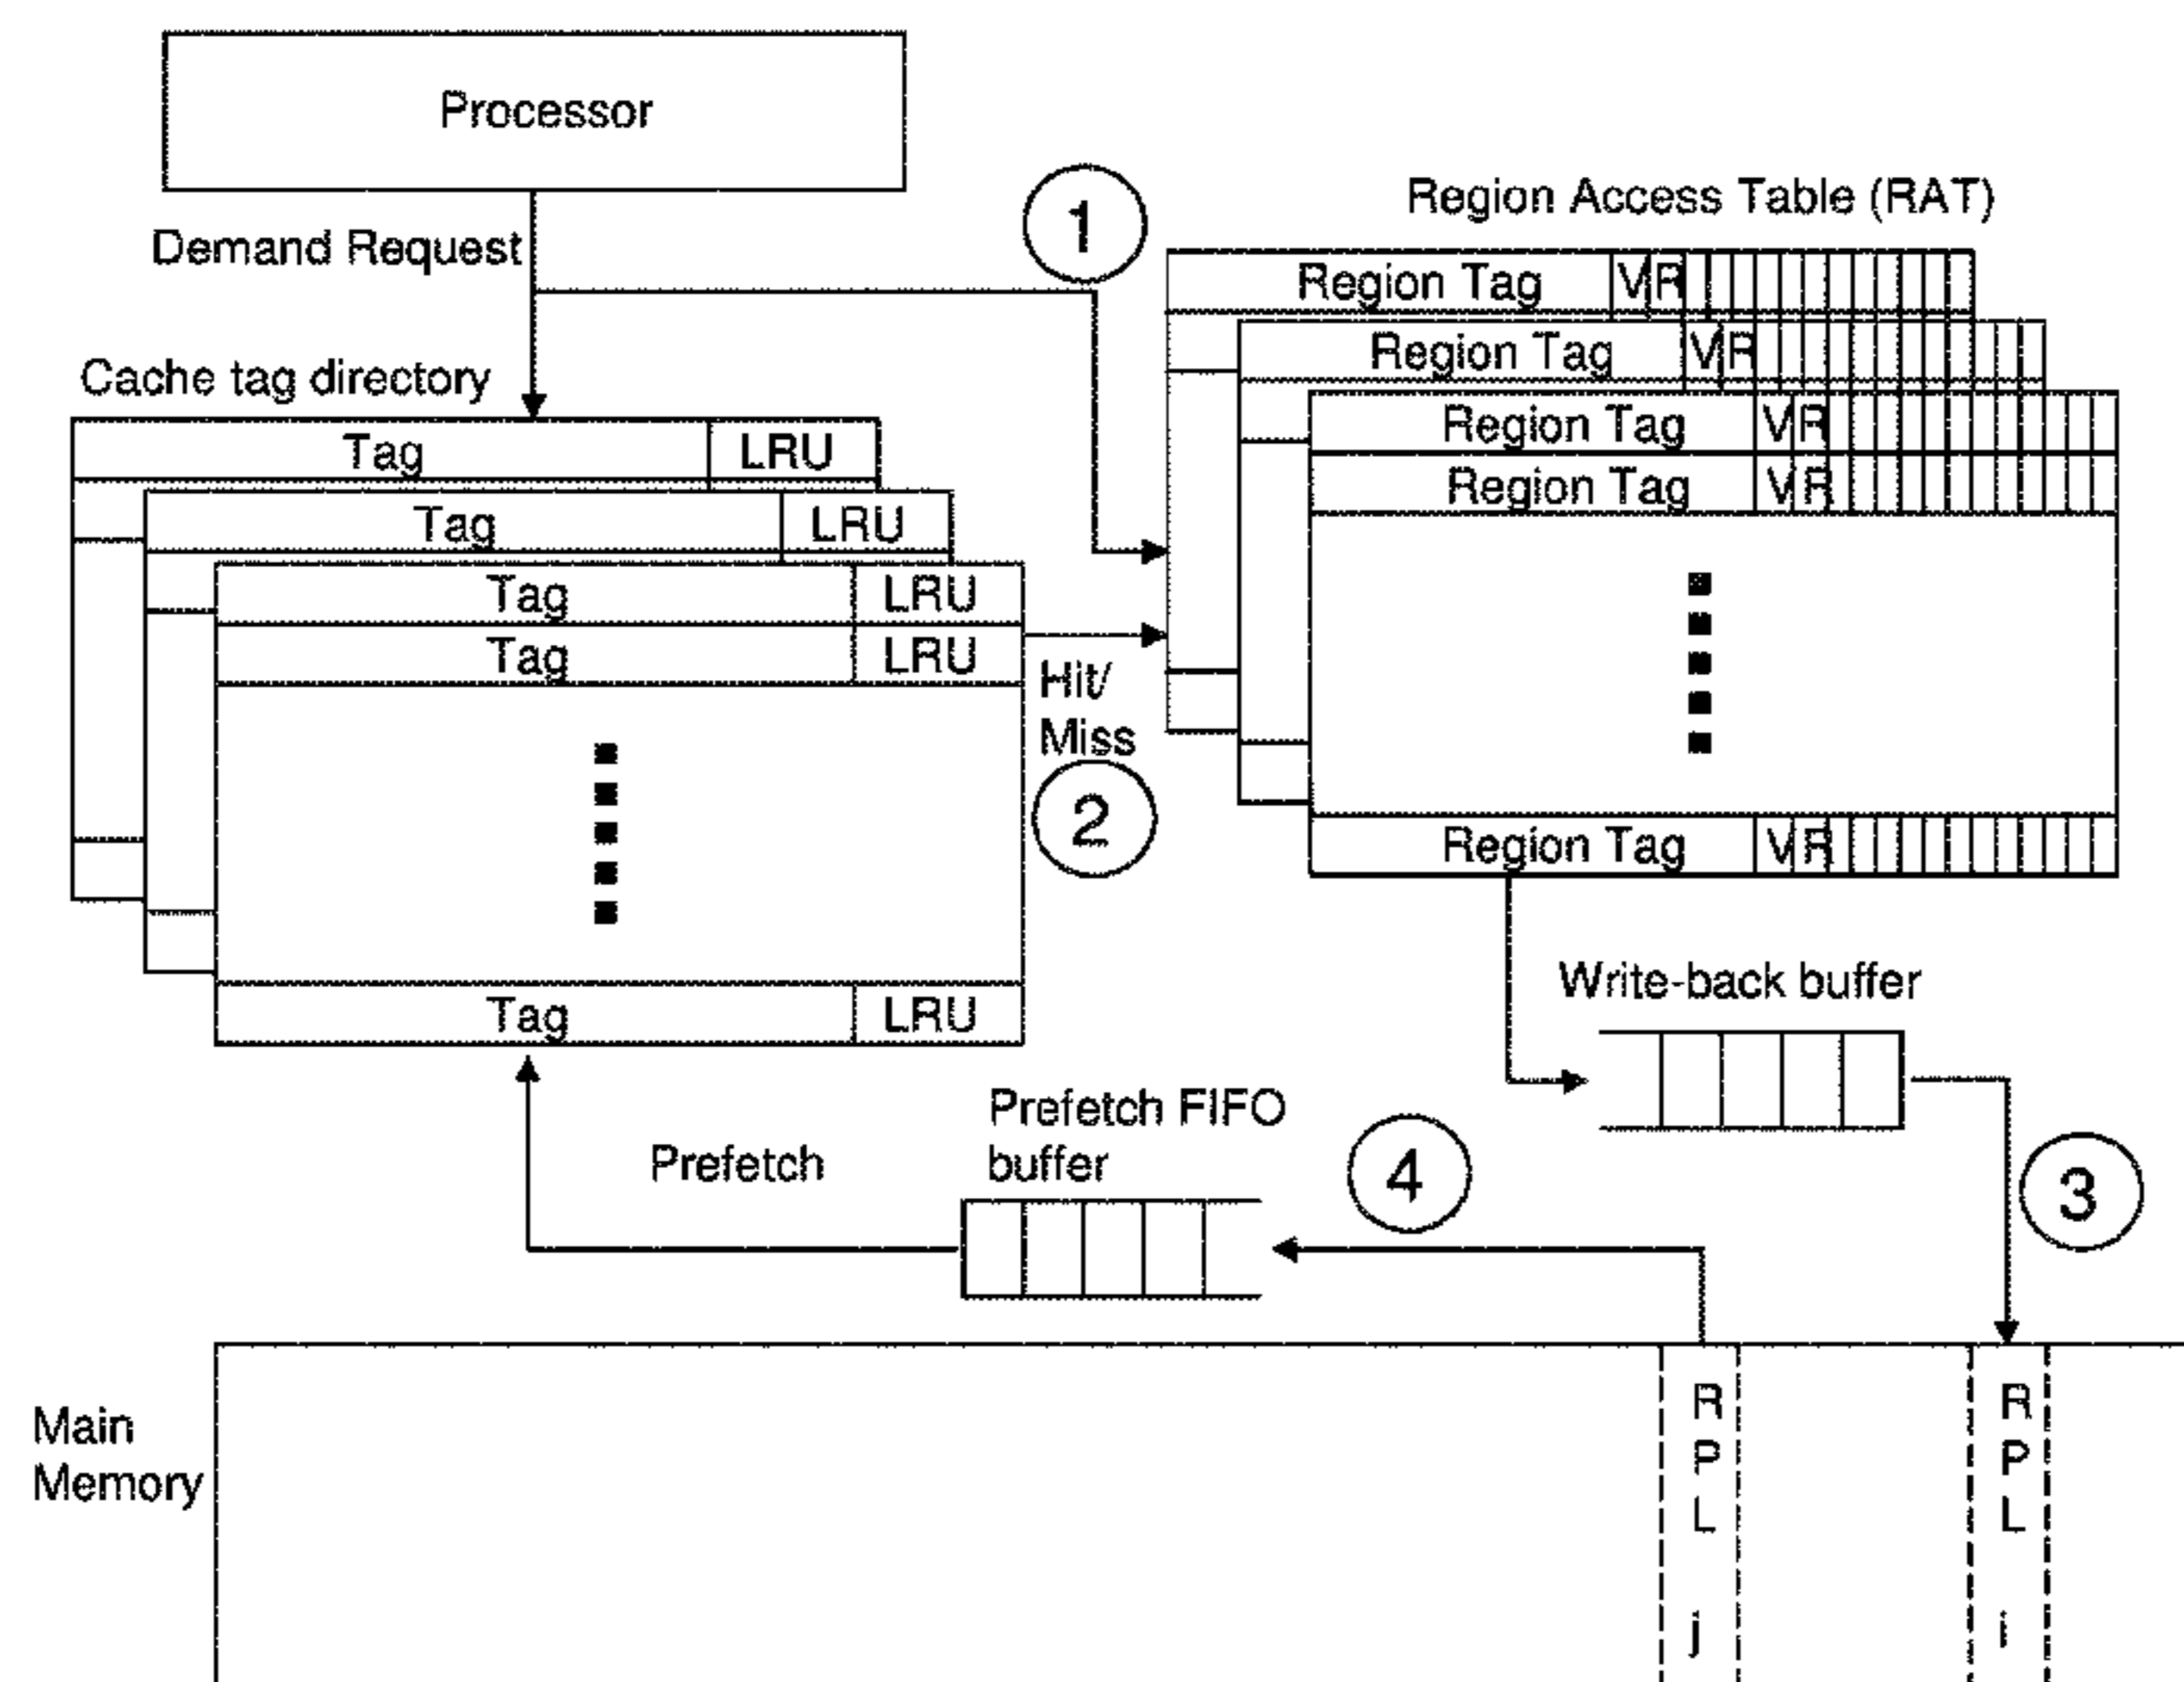 Processor
1
Region Access Table (RAT)
Demand Request
Region Tag V R
Region Tag V R
Cache tag directory
Region Tag V R
Tag LRU
Region Tag V R
Tag LRU
Tag LRU
Tag LRU
Hit/
Miss
2
Region Tag V R
Write-back buffer
Tag LRU
Prefetch FIFO
buffer
Prefetch
4
3
Main
Memory
R
P
L
j
R
P
L
i